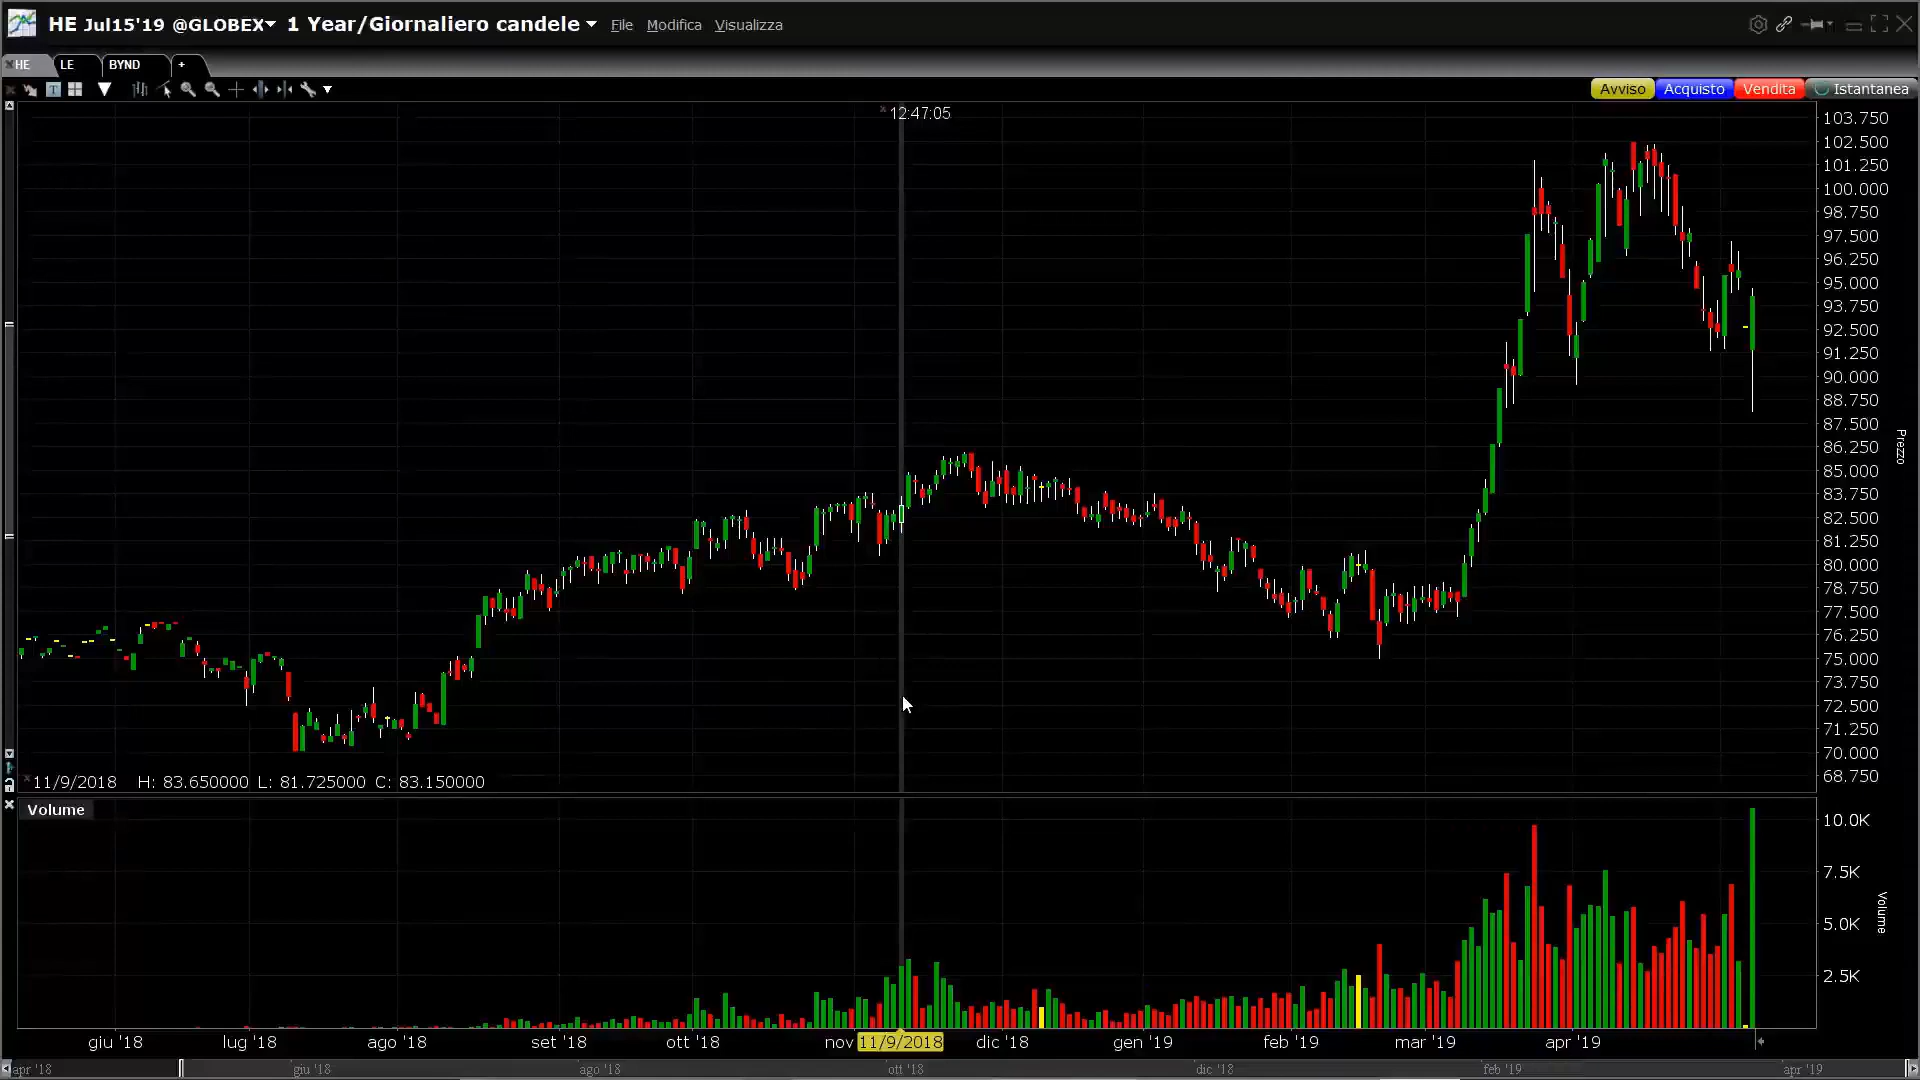 HE Jul15'19 @GLOBEX 1 Year/Giornaliero candele File Modifica Visualizza
HE LE BYND +
T
Avviso Acquisto Vendita Istantanea
12:47:05
103.750
102.500
101.250
100.000
98.750
97.500
96.250
95.000
93.750
92.500
91.250
90.000
88.750
87.500
86.250
85.000
83.750
82.500
81.250
80.000
78.750
77.500
76.250
75.000
73.750
72.500
71.250
70.000
68.750
Prezzo
11/9/2018 H: 83.650000 L: 81.725000 C: 83.150000
Volume
10.0K
7.5K
5.0K
2.5K
Volume
giu '18 lug '18 ago '18 set '18 ott '18 nov 11/9/2018 dic '18 gen '19 feb '19 mar '19 apr '19
apr '18 giu '18 ago '18 ott '18 dic '18 feb '19 apr '19